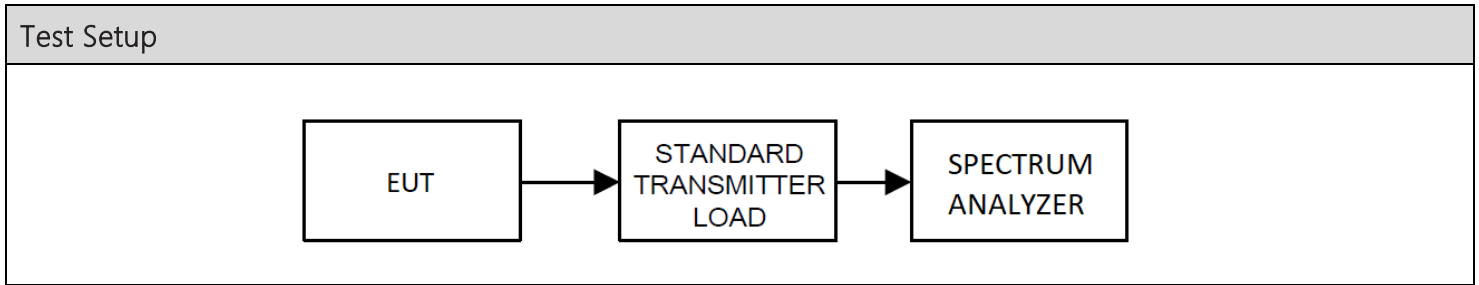 Test Setup
EUT
STANDARD
TRANSMITTER
LOAD
SPECTRUM
ANALYZER